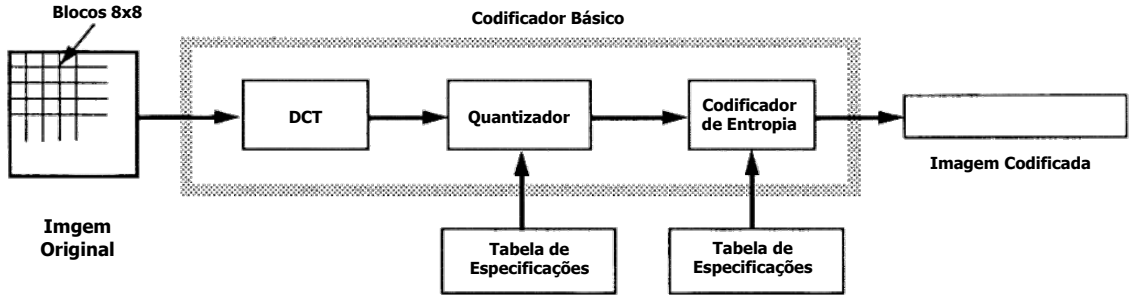 Blocos 8x8
Codificador Básico
DCT
Quantizador
Codificador
de Entropia
Imagem Codificada
Imgem
Original
Tabela de
Especificações
Tabela de
Especificações